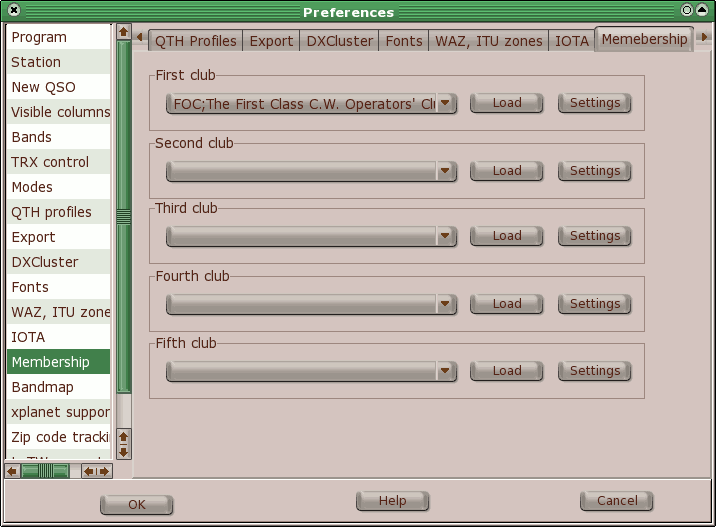 Preferences
Program
Station
New QSO
Visible columns
Bands
TRX control
Modes
QTH profiles
Export
DXCluster
Fonts
WAZ, ITU zone
IOTA
Membership
Bandmap
xplanet suppor
Zip code tracki
QTH Profiles Export DXCluster Fonts WAZ, ITU zones IOTA Memebership
First club
FOC;The First Class C.W. Operators' Clu Load Settings
Second club
Load Settings
Third club
Load Settings
Fourth club
Load Settings
Fifth club
Load Settings
OK Help Cancel